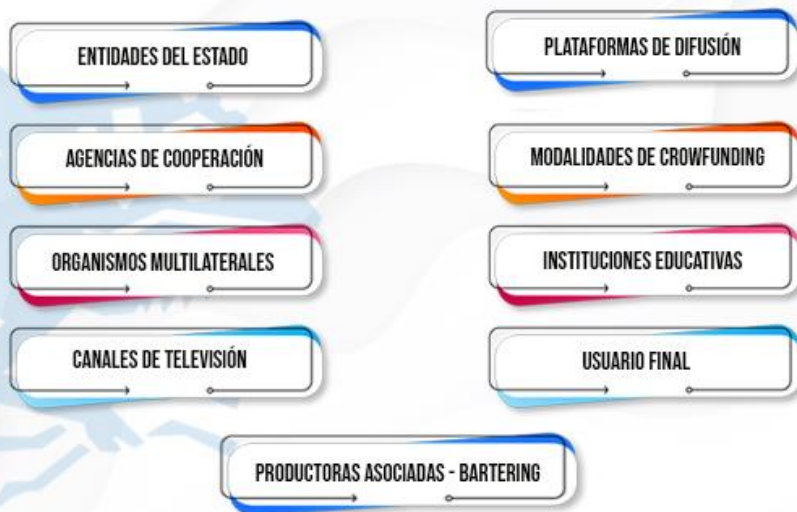 ENTIDADES DEL ESTADO
PLATAFORMAS DE DIFUSIÓN
AGENCIAS DE COOPERACIÓN
MODALIDADES DE CROWFUNDING
ORGANISMOS MULTILATERALES
INSTITUCIONES EDUCATIVAS
CANALES DE TELEVISIÓN
USUARIO FINAL
PRODUCTORAS ASOCIADAS - BARTERING